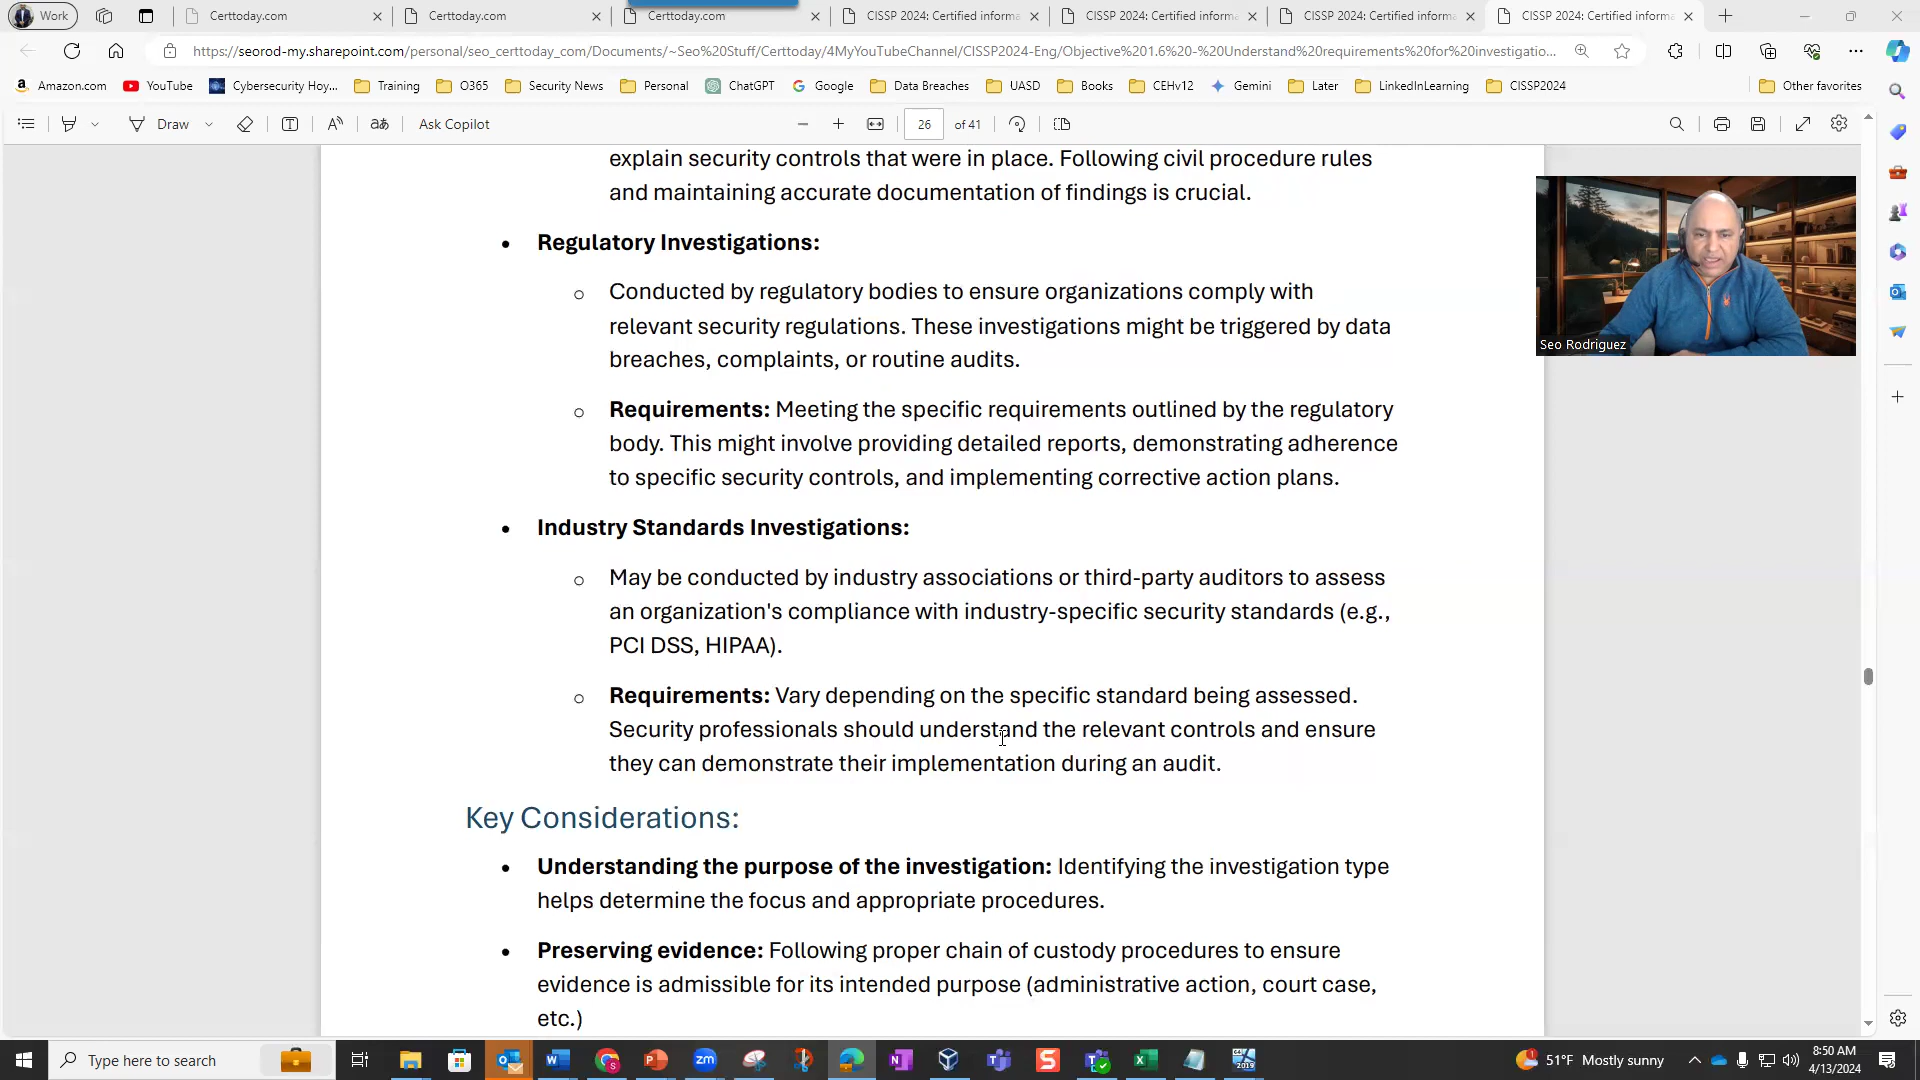 Work
Certtoday.com
Certtoday.com
Certtoday.com
CISSP 2024: Certified informa
CISSP 2024: Certified inform
CISSP 2024: Certified inform
CISSP 2024: Certified informa
https://seorod-my.sharepoint.com/personal/seo_certtoday_com/Documents/~Seo%20Stuff/Certtoday/4MyYouTubeChannel/CISSP2024-Eng/Objective%201.6%20-%20Understand%20requirements%20for%20investigatio...
Amazon.com
YouTube
Cybersecurity Hoy...
Training
O365
Security News
Personal
ChatGPT
Google
Data Breaches
UASD
Books
CEHv12
Gemini
Later
LinkedInLearning
CISSP2024
Other favorites
Draw
Ask Copilot
26 of 41
explain security controls that were in place. Following civil procedure rules
and maintaining accurate documentation of findings is crucial.
• Regulatory Investigations:
o Conducted by regulatory bodies to ensure organizations comply with
relevant security regulations. These investigations might be triggered by data
breaches, complaints, or routine audits.
o Requirements: Meeting the specific requirements outlined by the regulatory
body. This might involve providing detailed reports, demonstrating adherence
to specific security controls, and implementing corrective action plans.
• Industry Standards Investigations:
o May be conducted by industry associations or third-party auditors to assess
an organization's compliance with industry-specific security standards (e.g.,
PCI DSS, HIPAA).
o Requirements: Vary depending on the specific standard being assessed.
Security professionals should understand the relevant controls and ensure
they can demonstrate their implementation during an audit.
Key Considerations:
• Understanding the purpose of the investigation: Identifying the investigation type
helps determine the focus and appropriate procedures.
• Preserving evidence: Following proper chain of custody procedures to ensure
evidence is admissible for its intended purpose (administrative action, court case,
etc.)
Seo Rodriguez
Type here to search
51°F Mostly sunny
8:50 AM
4/13/2024